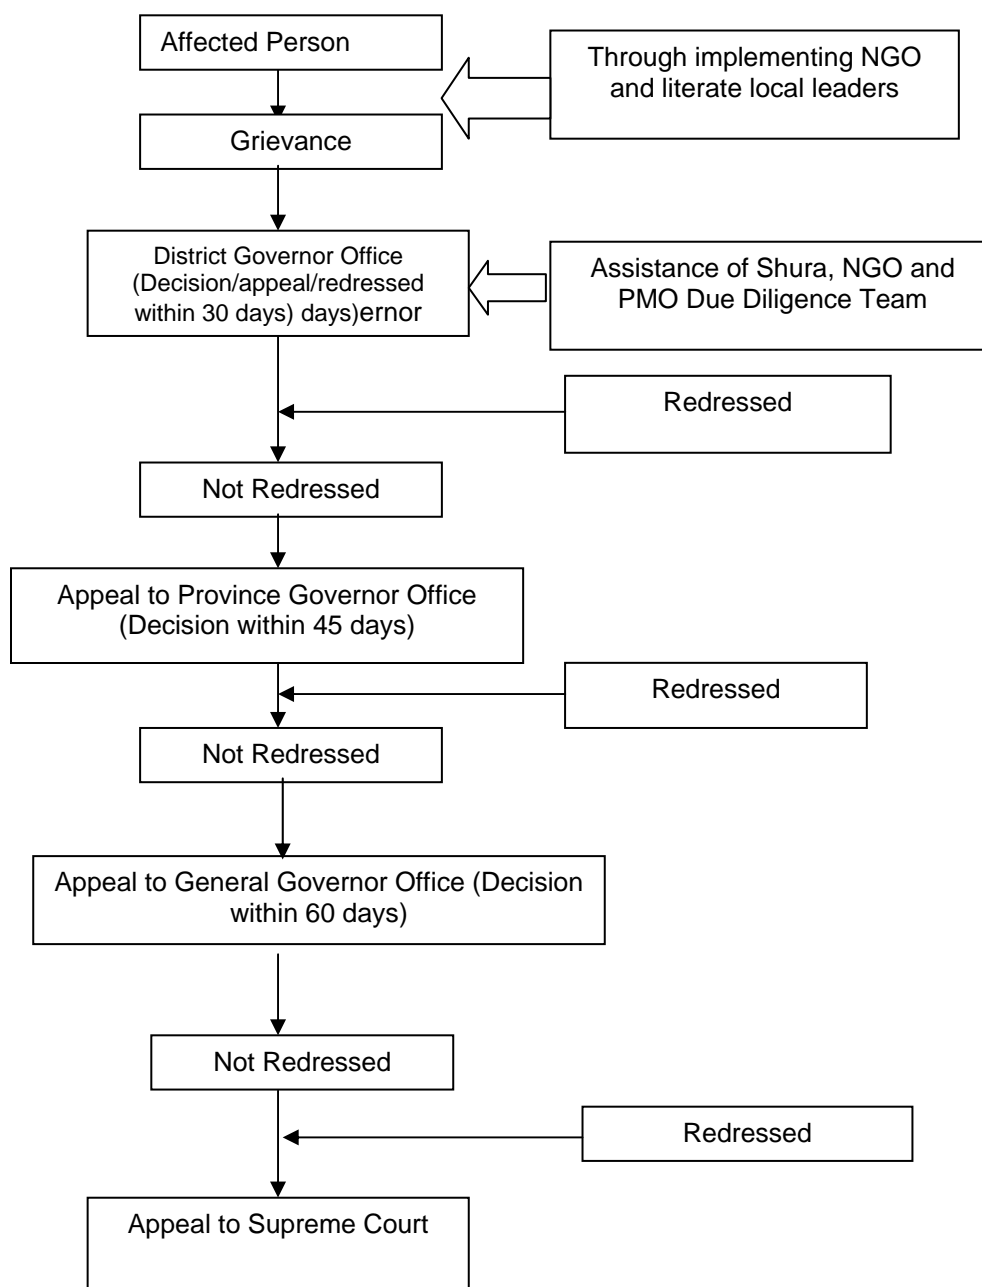 Affected Person
Through implementing NGO
and literate local leaders
Grievance
District Governor Office
(Decision/appeal/redressed
within 30 days) days)ernor
Assistance of Shura, NGO and
PMO Due Diligence Team
Redressed
Not Redressed
Appeal to Province Governor Office
(Decision within 45 days)
Redressed
Not Redressed
Appeal to General Governor Office (Decision
within 60 days)
Not Redressed
Redressed
Appeal to Supreme Court